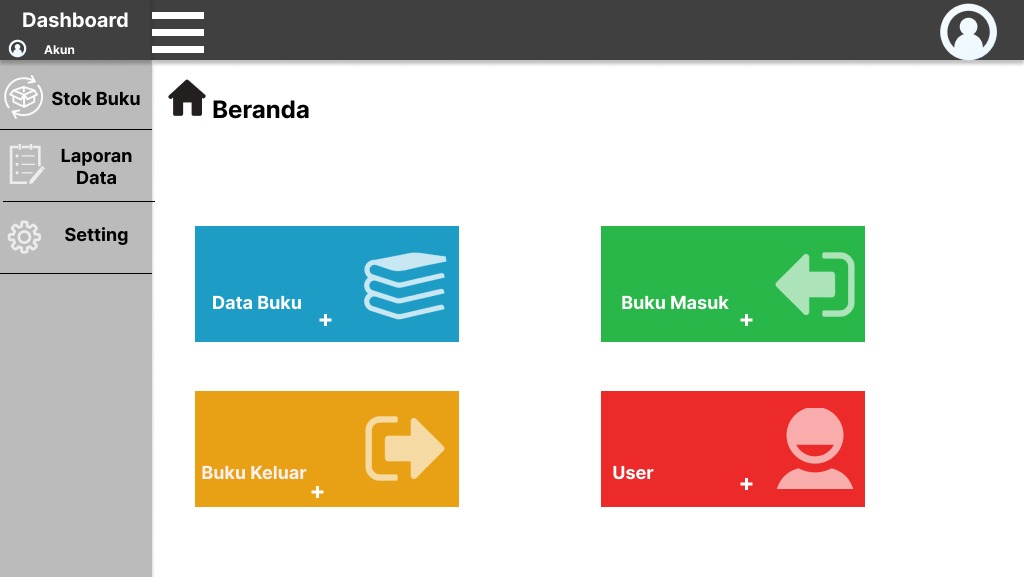 Dashboard
Akun
Stok Buku
Laporan
Data
Setting
Beranda
Data Buku
+
Buku Masuk
+
Buku Keluar
+
User
+